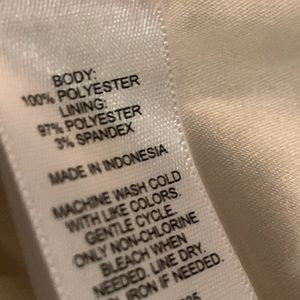 BODY:
100% POLYESTER
LINING:
97% POLYESTER
3% SPANDEX
MADE IN INDONESIA
MACHINE WASH COLD
WITH LIKE COLORS.
GENTLE CYCLE.
ONLY NON-CHLORINE
BLEACH WHEN
NEEDED. LINE DRY.
IRON IF NEEDED.